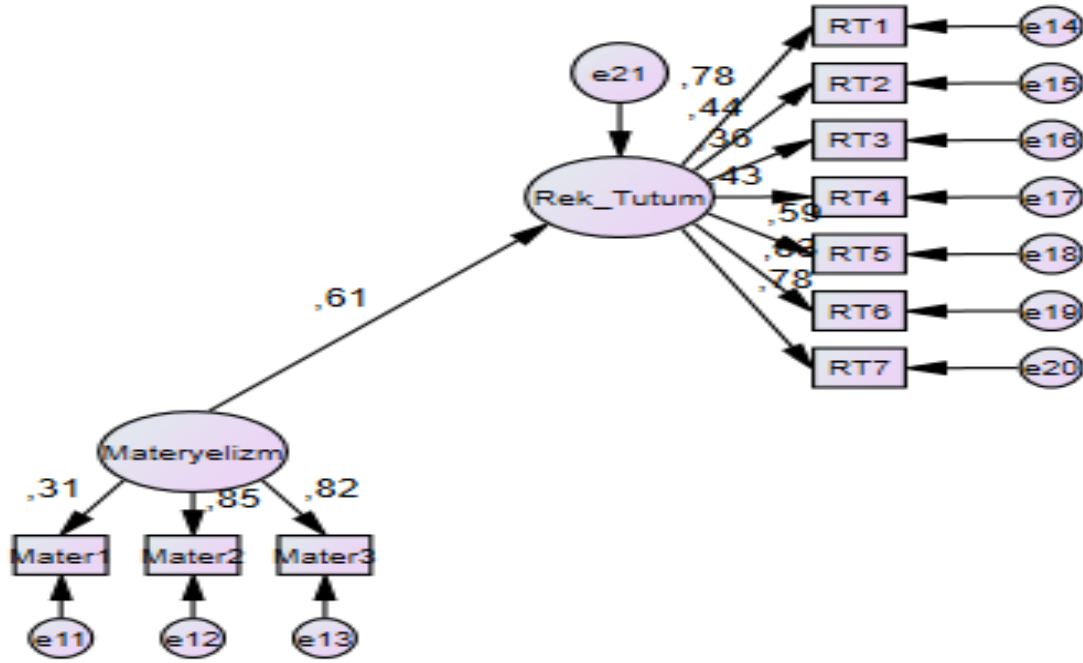 RT1
e14
e21
,78
RT2
e15
,44
,36
RT3
e16
,43
Rek_Tutum
RT4
e17
,59
RT5
e18
,78
RT6
e19
,61
RT7
e20
Materyelizm
,31
,85
,82
Mater1
Mater2
Mater3
e11
e12
e13